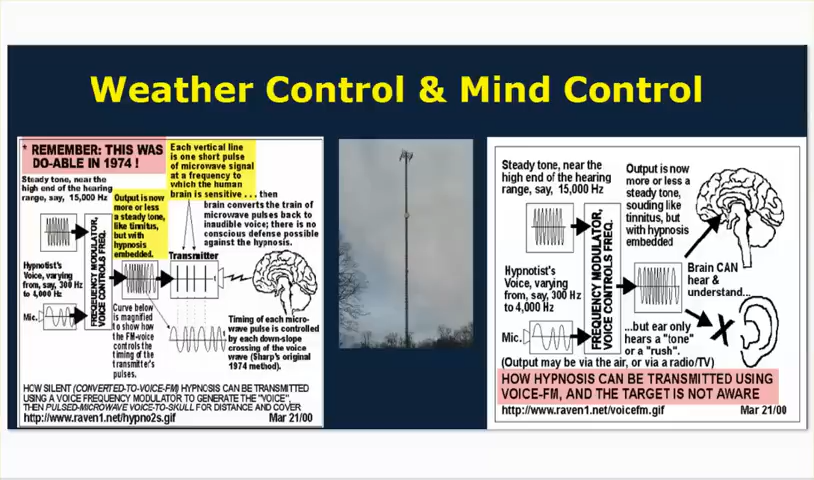 Weather Control & Mind Control
* REMEMBER: THIS WAS
DO-ABLE IN 1974 !
Each vertical line
is one short pulse
of microwave signal
at a frequency to
which the human
brain is sensitive . . . then
brain converts the train of
microwave pulses back to
inaudible voice; there is no
conscious defense possible
against the hypnosis.
Steady tone, near the
high end of the hearing
range, say, 15,000 Hz
Output is now
more or less
a steady tone,
like tinnitus,
but with
hypnosis
embedded.
FREQUENCY MODULATOR,
VOICE CONTROLS FREQ.
Transmitter
Hypnotist's
Voice, varying
from, say, 300 Hz
to 4,000 Hz
Mic.
Curve below
is magnified
to show how
the FM-voice
controls the
timing of the
transmitter's
pulses.
Timing of each micro-
wave pulse is controlled
by each down-slope
crossing of the voice
wave (Sharp's original
1974 method).
HOW SILENT (CONVERTED-TO-VOICE-FM) HYPNOSIS CAN BE TRANSMITTED
USING A VOICE FREQUENCY MODULATOR TO GENERATE THE "VOICE",
THEN PULSED-MICROWAVE VOICE-TO-SKULL FOR DISTANCE AND COVER
http://www.raven1.net/hypno2s.gif Mar 21/00
Steady tone, near the
high end of the hearing
range, say, 15,000 Hz
Output is now
more or less a
steady tone,
souding like
tinnitus, but
with hypnosis
embedded
FREQUENCY MODULATOR,
VOICE CONTROLS FREQ.
Hypnotist's
Voice, varying
from, say, 300 Hz
to 4,000 Hz
Mic.
Brain CAN
hear &
understand...
...but ear only
hears a "tone"
or a "rush".
(Output may be via the air, or via a radio/TV)
HOW HYPNOSIS CAN BE TRANSMITTED USING
VOICE-FM, AND THE TARGET IS NOT AWARE
http://www.raven1.net/voicefm.gif Mar 21/00